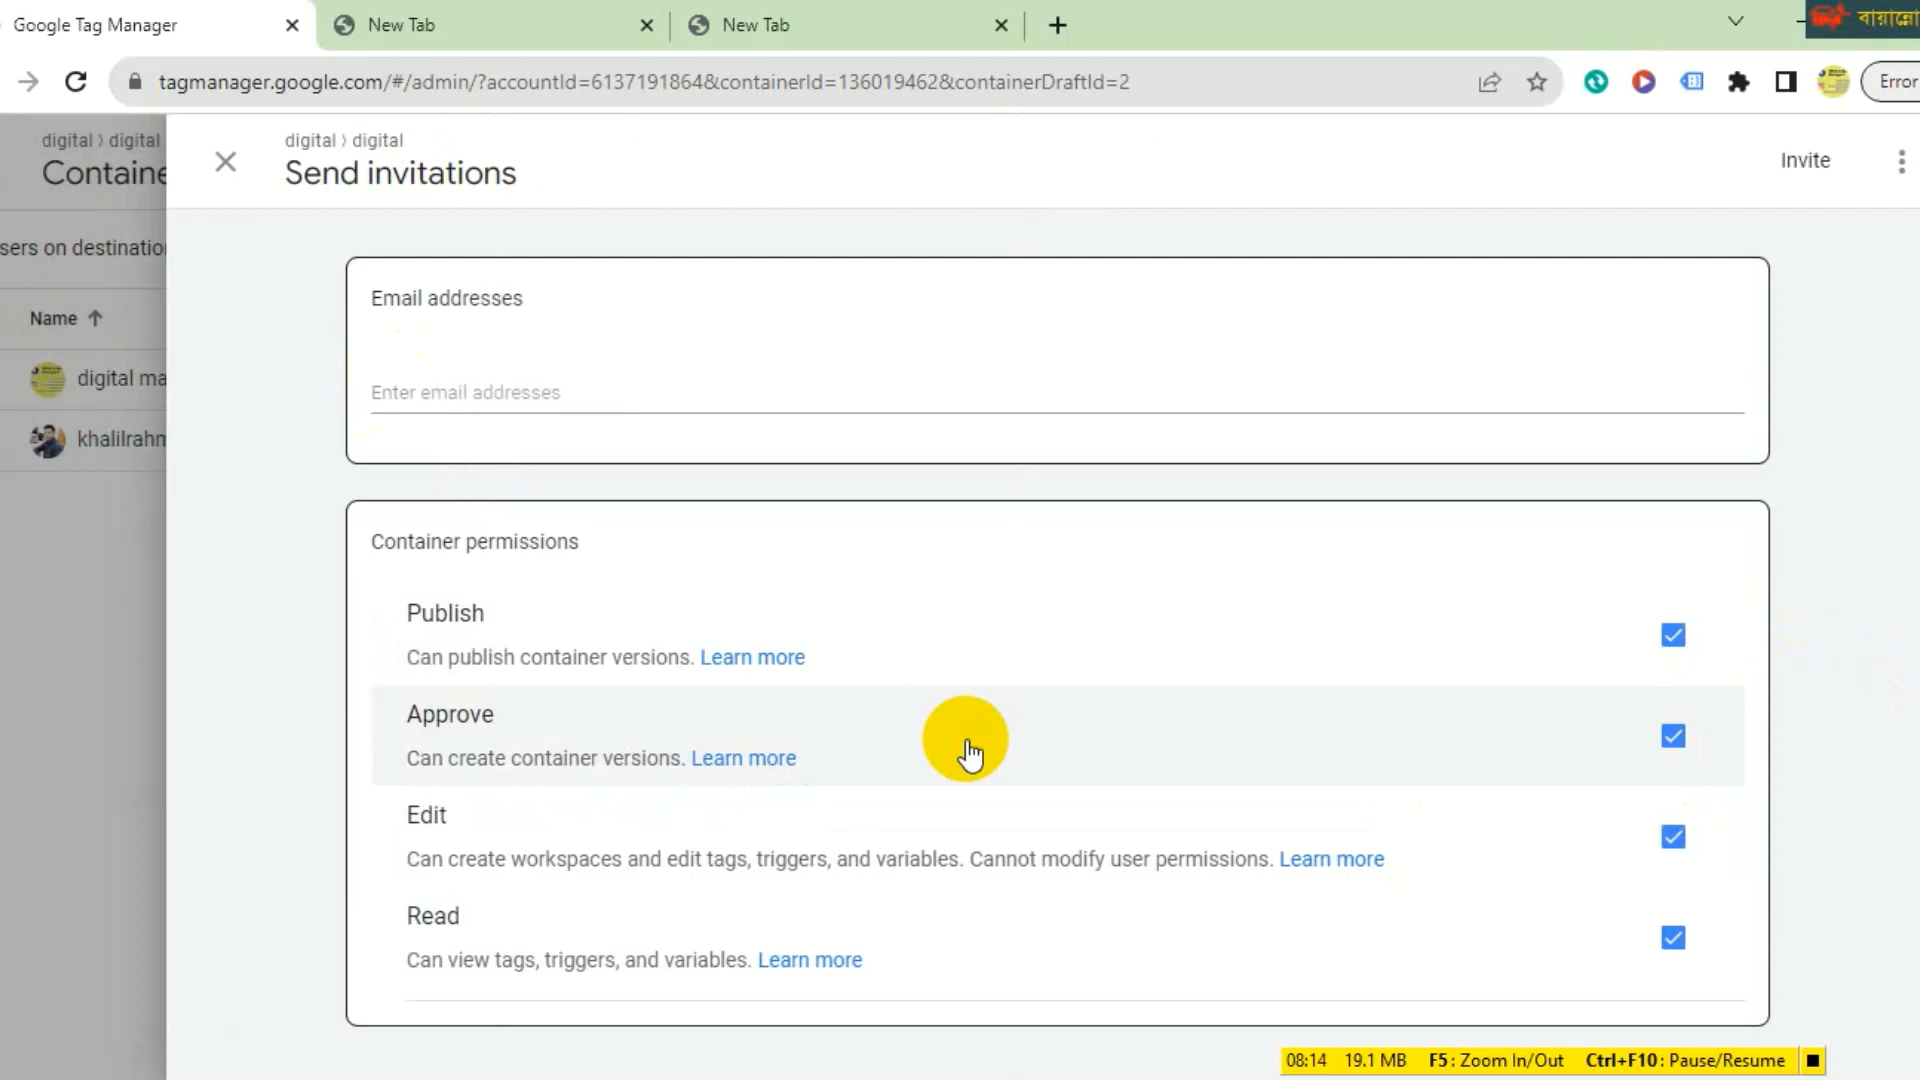 Google Tag Manager
New Tab
New Tab
বায়ান্নো
tagmanager.google.com/#/admin/?accountId=6137191864&containerId=136019462&containerDraftId=2
Error
digital › digital
Containe
sers on destinatio
Name
digital ma
khalilrahm
digital › digital
Send invitations
Invite
Email addresses
Enter email addresses
Container permissions
Publish
Can publish container versions. Learn more
Approve
Can create container versions. Learn more
Edit
Can create workspaces and edit tags, triggers, and variables. Cannot modify user permissions. Learn more
Read
Can view tags, triggers, and variables. Learn more
08:14 19.1 MB F5: Zoom In/Out Ctrl+F10: Pause/Resume